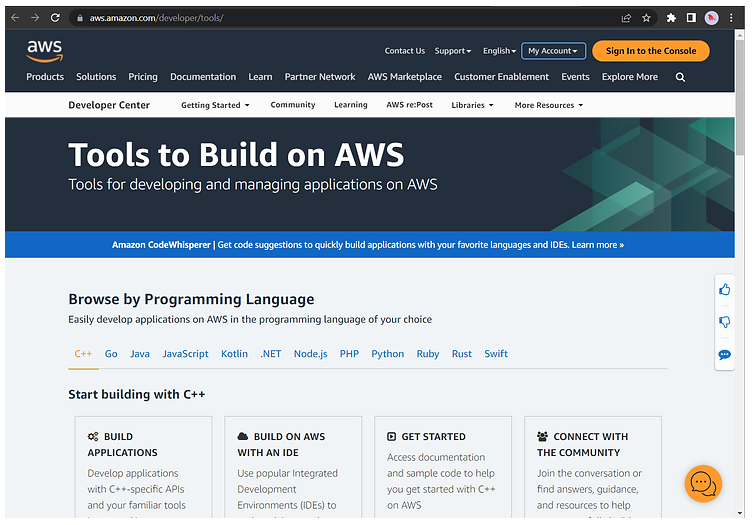 aws.amazon.com/developer/tools/
aws
Contact Us Support English My Account Sign In to the Console
Products Solutions Pricing Documentation Learn Partner Network AWS Marketplace Customer Enablement Events Explore More
Developer Center Getting Started Community Learning AWS re:Post Libraries More Resources
Tools to Build on AWS
Tools for developing and managing applications on AWS
Amazon CodeWhisperer | Get code suggestions to quickly build applications with your favorite languages and IDEs. Learn more »
Browse by Programming Language
Easily develop applications on AWS in the programming language of your choice
C++ Go Java JavaScript Kotlin .NET Node.js PHP Python Ruby Rust Swift
Start building with C++
BUILD
APPLICATIONS
Develop applications
with C++-specific APIs
and your familiar tools
BUILD ON AWS
WITH AN IDE
Use popular Integrated
Development
Environments (IDEs) to
GET STARTED
Access documentation
and sample code to help
you get started with C++
on AWS
CONNECT WITH
THE COMMUNITY
Join the conversation or
find answers, guidance,
and resources to help